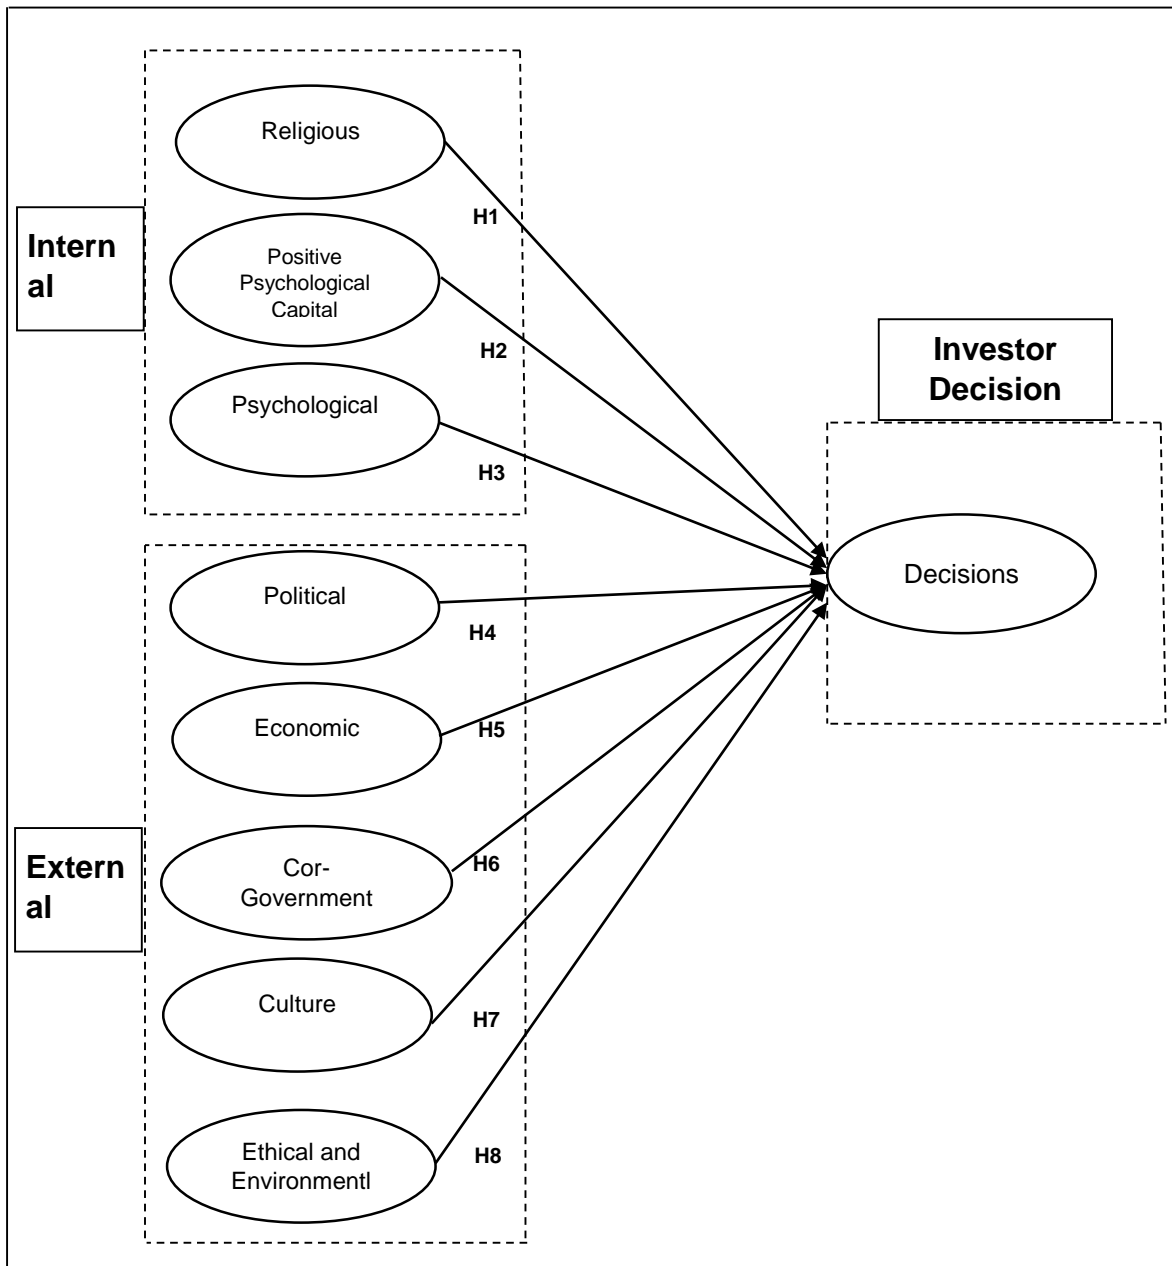 Religious
H1
Intern
al
Positive
Psychological
Capital
H2
Psychological
H3
Investor
Decision
Decisions
Political
H4
Economic
H5
Extern
al
Cor-
Government
H6
Culture
H7
Ethical and
Environmentl
H8